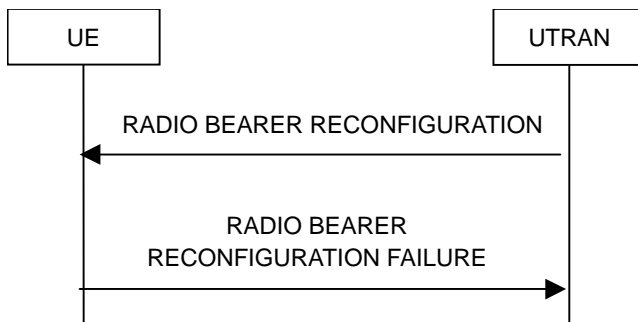 UE
UTRAN
RADIO BEARER RECONFIGURATION
RADIO BEARER
RECONFIGURATION FAILURE